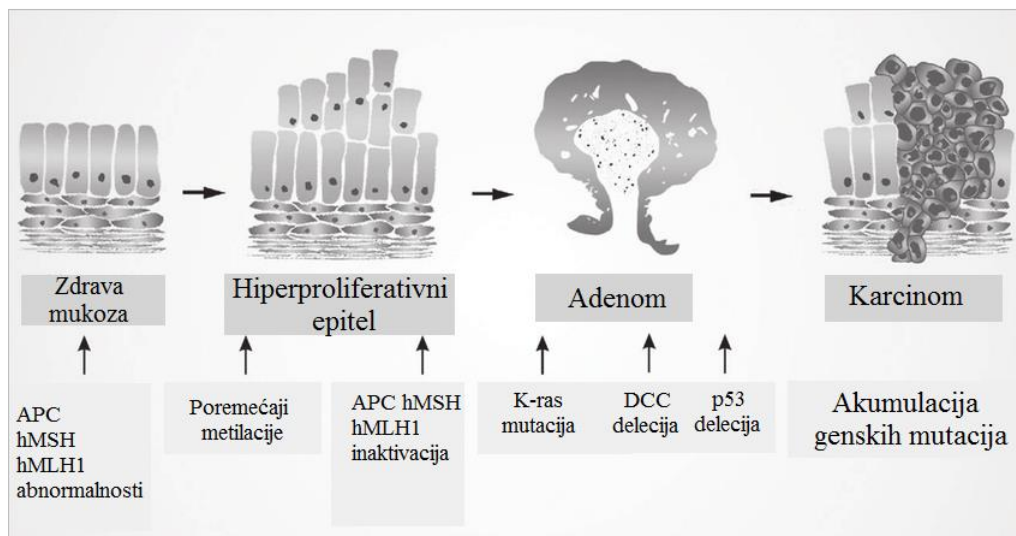 Zdrava
mukoza
Hiperproliferativni
epitel
Adenom
Karcinom
APC
hMSH
hMLH1
abnormalnosti
Poremećaji
metilacije
APC hMSH
hMLH1
inaktivacija
K-ras
mutacija
DCC
delecija
p53
delecija
Akumulacija
genskih mutacija